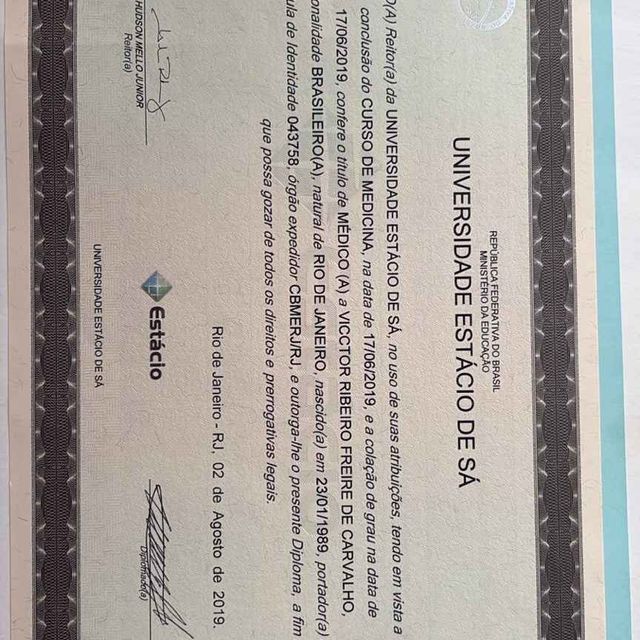 REPÚBLICA FEDERATIVA DO BRASIL
MINISTÉRIO DA EDUCAÇÃO
UNIVERSIDADE ESTÁCIO DE SÁ
O(A) Reitor(a) da UNIVERSIDADE ESTÁCIO DE SÁ, no uso de suas atribuições, tendo em vista a
conclusão do CURSO DE MEDICINA, na data de 17/06/2019, e a colação de grau na data de
17/06/2019, confere o título de MÉDICO (A) a VICCTOR RIBEIRO FREIRE DE CARVALHO,
onalidade BRASILEIRO(A), natural de RIO DE JANEIRO, nascido(a) em 23/01/1989, portador(a)
ula de Identidade 043758, órgão expedidor CBMERJ/RJ, e outorga-lhe o presente Diploma, a fim
que possa gozar de todos os direitos e prerrogativas legais.
Rio de Janeiro - RJ, 02 de Agosto de 2019.
HUDSON MELLO JUNIOR
Reitor(a)
Estácio
Diplomado(a)
UNIVERSIDADE ESTÁCIO DE SÁ